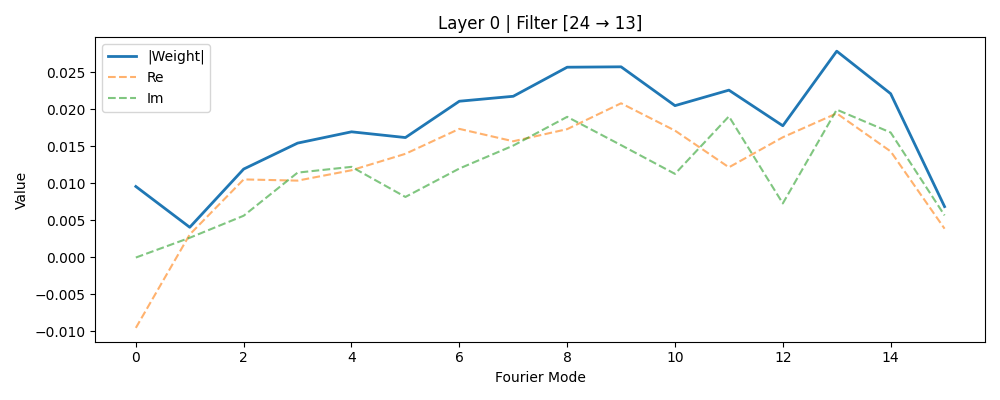 Layer 0 | Filter [24 → 13]
|Weight|
Re
Im
Value
0.025
0.020
0.015
0.010
0.005
0.000
−0.005
−0.010
0 2 4 6 8 10 12 14
Fourier Mode